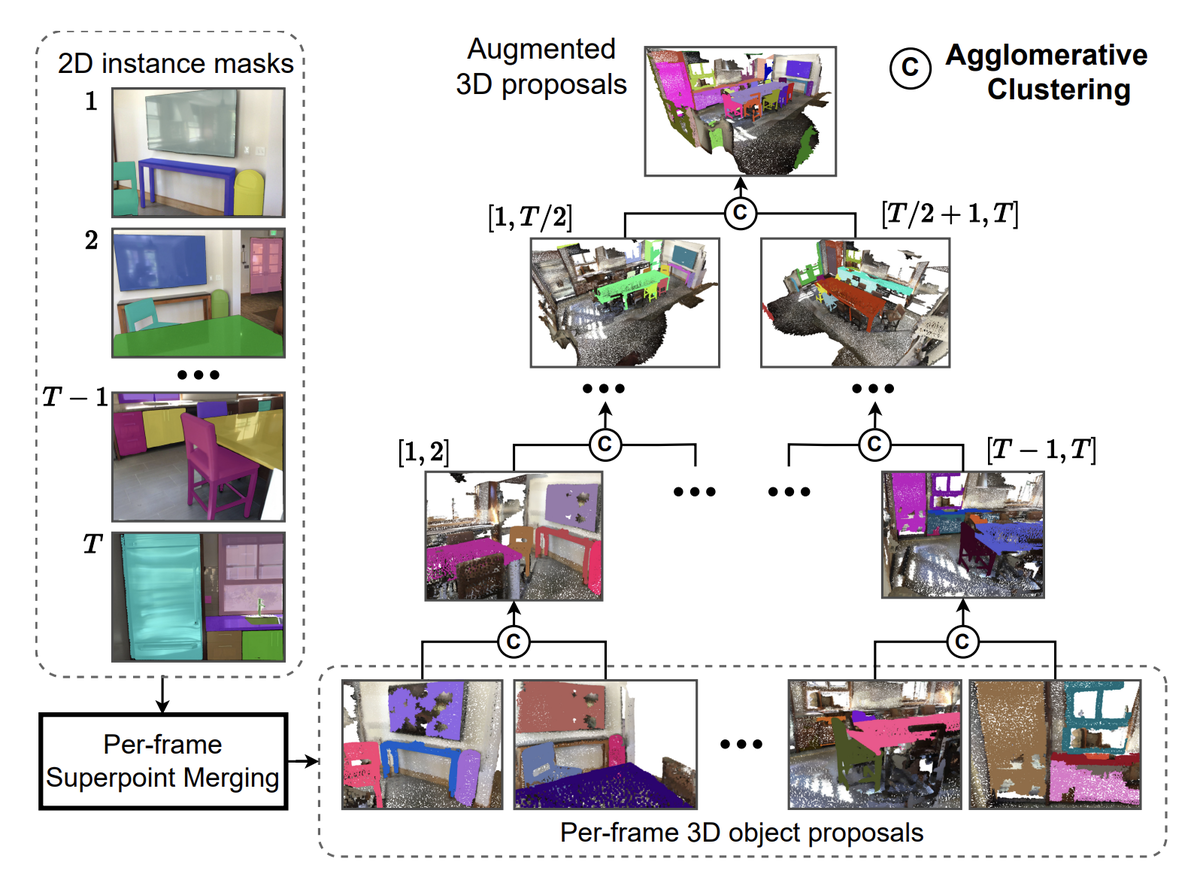 2D instance masks
1
2
T − 1
T
Per-frame
Superpoint Merging
Augmented
3D proposals
C
Agglomerative
Clustering
C
[1, T/2]
[T/2 + 1, T]
C
C
[1, 2]
[T − 1, T]
C
C
Per-frame 3D object proposals